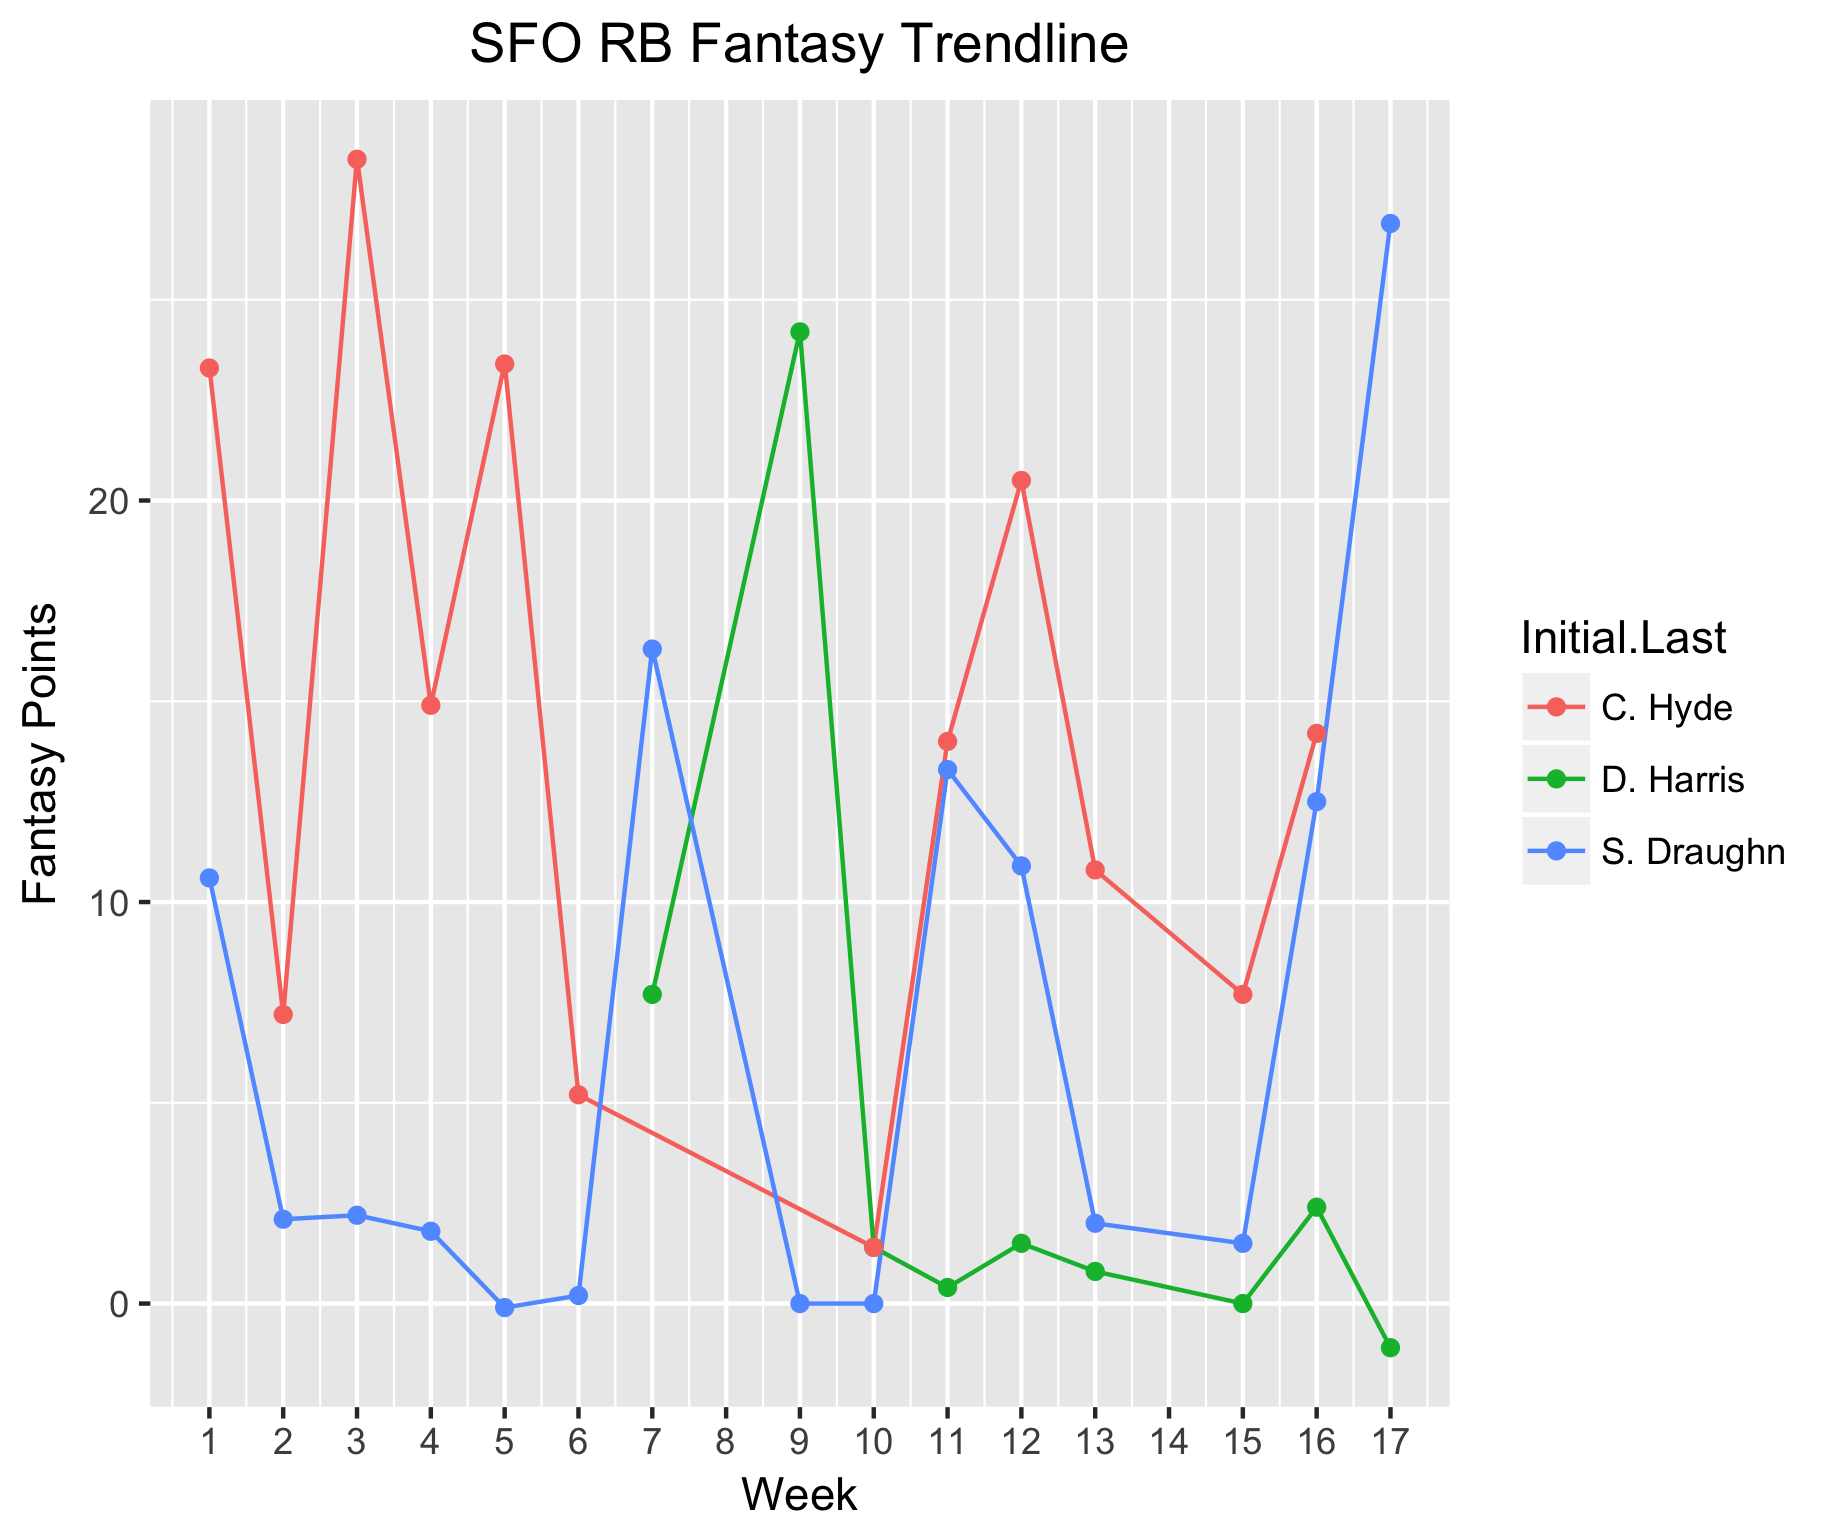 SFO RB Fantasy Trendline
Fantasy Points
20
10
0
1 2 3 4 5 6 7 8 9 10 11 12 13 14 15 16 17
Week
Initial.Last
C. Hyde
D. Harris
S. Draughn